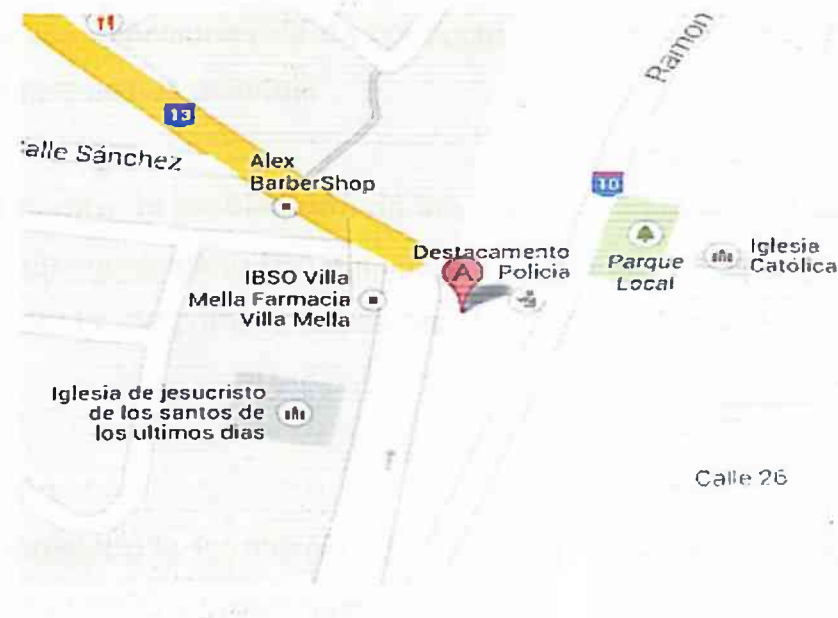 Ramon
13
alle Sánchez
Alex
BarberShop
10
Destacamento
Policia
A
Parque
Local
Iglesia
Católica
IBSO Villa
Mella Farmacia
Villa Mella
Iglesia de jesucristo
de los santos de
los ultimos dias
Calle 26